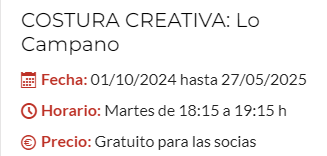 COSTURA CREATIVA: Lo
Campano
Fecha: 01/10/2024 hasta 27/05/2025
Horario: Martes de 18:15 a 19:15 h
Precio: Gratuito para las socias